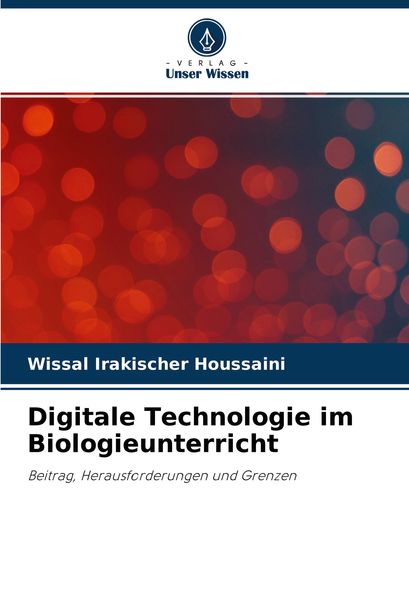 - VERLAG -
Unser Wissen
Wissal Irakischer Houssaini
Digitale Technologie im
Biologieunterricht
Beitrag, Herausforderungen und Grenzen